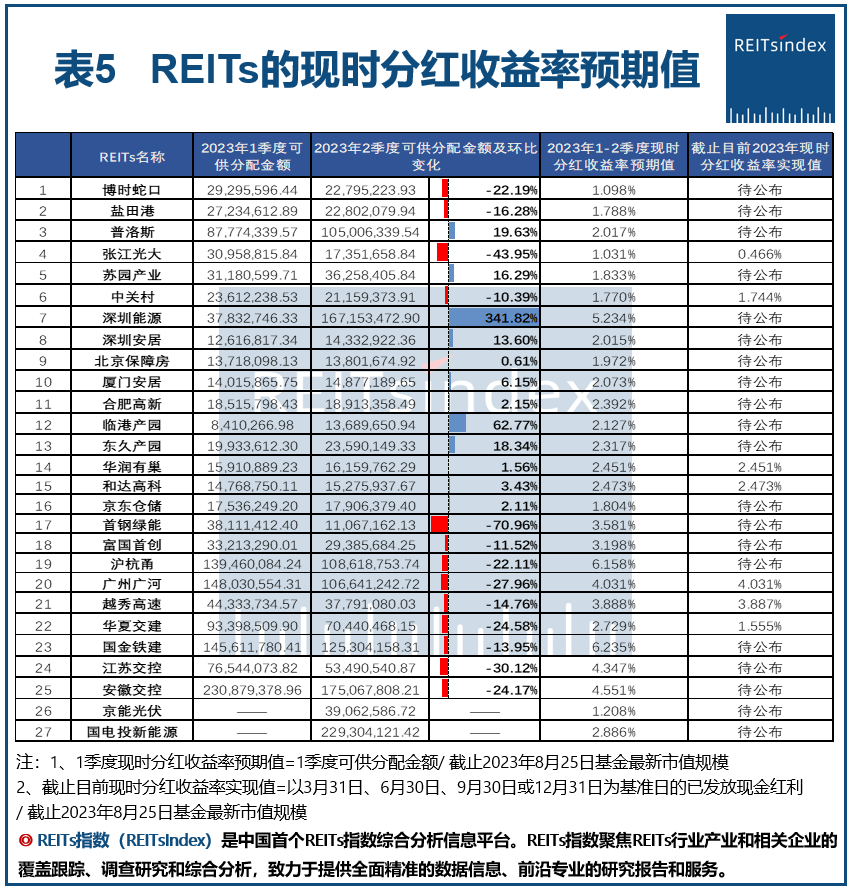 表5 REITs的现时分红收益率预期值
REITsindex
REITs名称 2023年1季度可供分配金额 2023年2季度可供分配金额及环比变化 2023年1-2季度现时分红收益率预期值 截止目前2023年现时分红收益率实现值
1 博时蛇口 29,295,596.44 22,795,223.93 -22.19% 1.098% 待公布
2 盐田港 27,234,612.89 22,802,079.94 -16.28% 1.788% 待公布
3 普洛斯 87,774,339.57 105,006,339.54 19.63% 2.017% 待公布
4 张江光大 30,958,815.84 17,351,658.84 -43.95% 1.031% 0.466%
5 苏园产业 31,180,599.71 36,258,405.84 16.29% 1.833% 待公布
6 中关村 23,612,238.53 21,159,373.91 -10.39% 1.770% 1.744%
7 深圳能源 37,832,746.33 167,153,472.90 341.82% 5.234% 待公布
8 深圳安居 12,616,817.34 14,332,922.36 13.60% 2.015% 待公布
9 北京保障房 13,718,098.13 13,801,674.92 0.61% 1.972% 待公布
10 厦门安居 14,015,865.75 14,877,189.65 6.15% 2.073% 待公布
11 合肥高新 18,515,798.43 18,913,358.49 2.15% 2.392% 待公布
12 临港产园 8,410,266.98 13,689,650.94 62.77% 2.127% 待公布
13 东久产园 19,933,612.30 23,590,149.33 18.34% 2.317% 待公布
14 华润有巢 15,910,889.23 16,159,762.29 1.56% 2.451% 2.451%
15 和达高科 14,768,750.11 15,275,937.67 3.43% 2.473% 2.473%
16 京东仓储 17,536,249.20 17,906,379.40 2.11% 1.804% 待公布
17 首钢绿能 38,111,412.40 11,067,162.13 -70.96% 3.581% 待公布
18 富国首创 33,213,290.01 29,385,684.25 -11.52% 3.198% 待公布
19 沪杭甬 139,460,084.24 108,618,753.74 -22.11% 6.158% 待公布
20 广州广河 148,030,554.31 106,641,242.72 -27.96% 4.031% 4.031%
21 越秀高速 44,333,734.57 37,791,080.03 -14.76% 3.888% 3.887%
22 华夏交建 93,398,509.90 70,440,468.15 -24.58% 2.729% 1.555%
23 国金铁建 145,611,780.41 125,304,158.31 -13.95% 6.235% 待公布
24 江苏交控 76,544,073.82 53,490,540.87 -30.12% 4.347% 待公布
25 安徽交控 230,879,378.96 175,067,808.21 -24.17% 4.551% 待公布
26 京能光伏 —— 39,062,586.72 —— 1.208% 待公布
27 国电投新能源 —— 229,304,121.42 —— 2.886% 待公布
REITsindex
注：1、1季度现时分红收益率预期值=1季度可供分配金额/ 截止2023年8月25日基金最新市值规模
2、截止目前现时分红收益率实现值=以3月31日、6月30日、9月30日或12月31日为基准日的已发放现金红利
/ 截止2023年8月25日基金最新市值规模
REITs指数（REITsIndex）是中国首个REITs指数综合分析信息平台。REITs指数聚焦REITs行业产业和相关企业的
覆盖跟踪、调查研究和综合分析，致力于提供全面精准的数据信息、前沿专业的研究报告和服务。